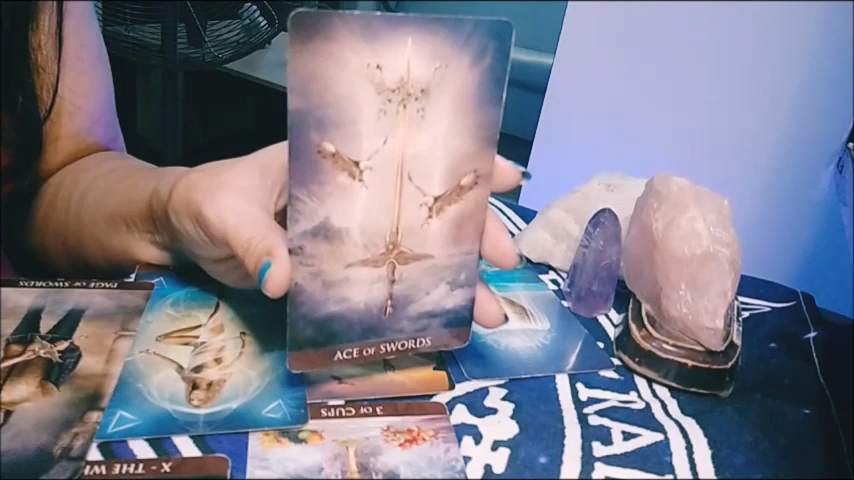 ACE OF SWORDS
PAGE OF SWORDS
3 OF CUPS
X - THE W